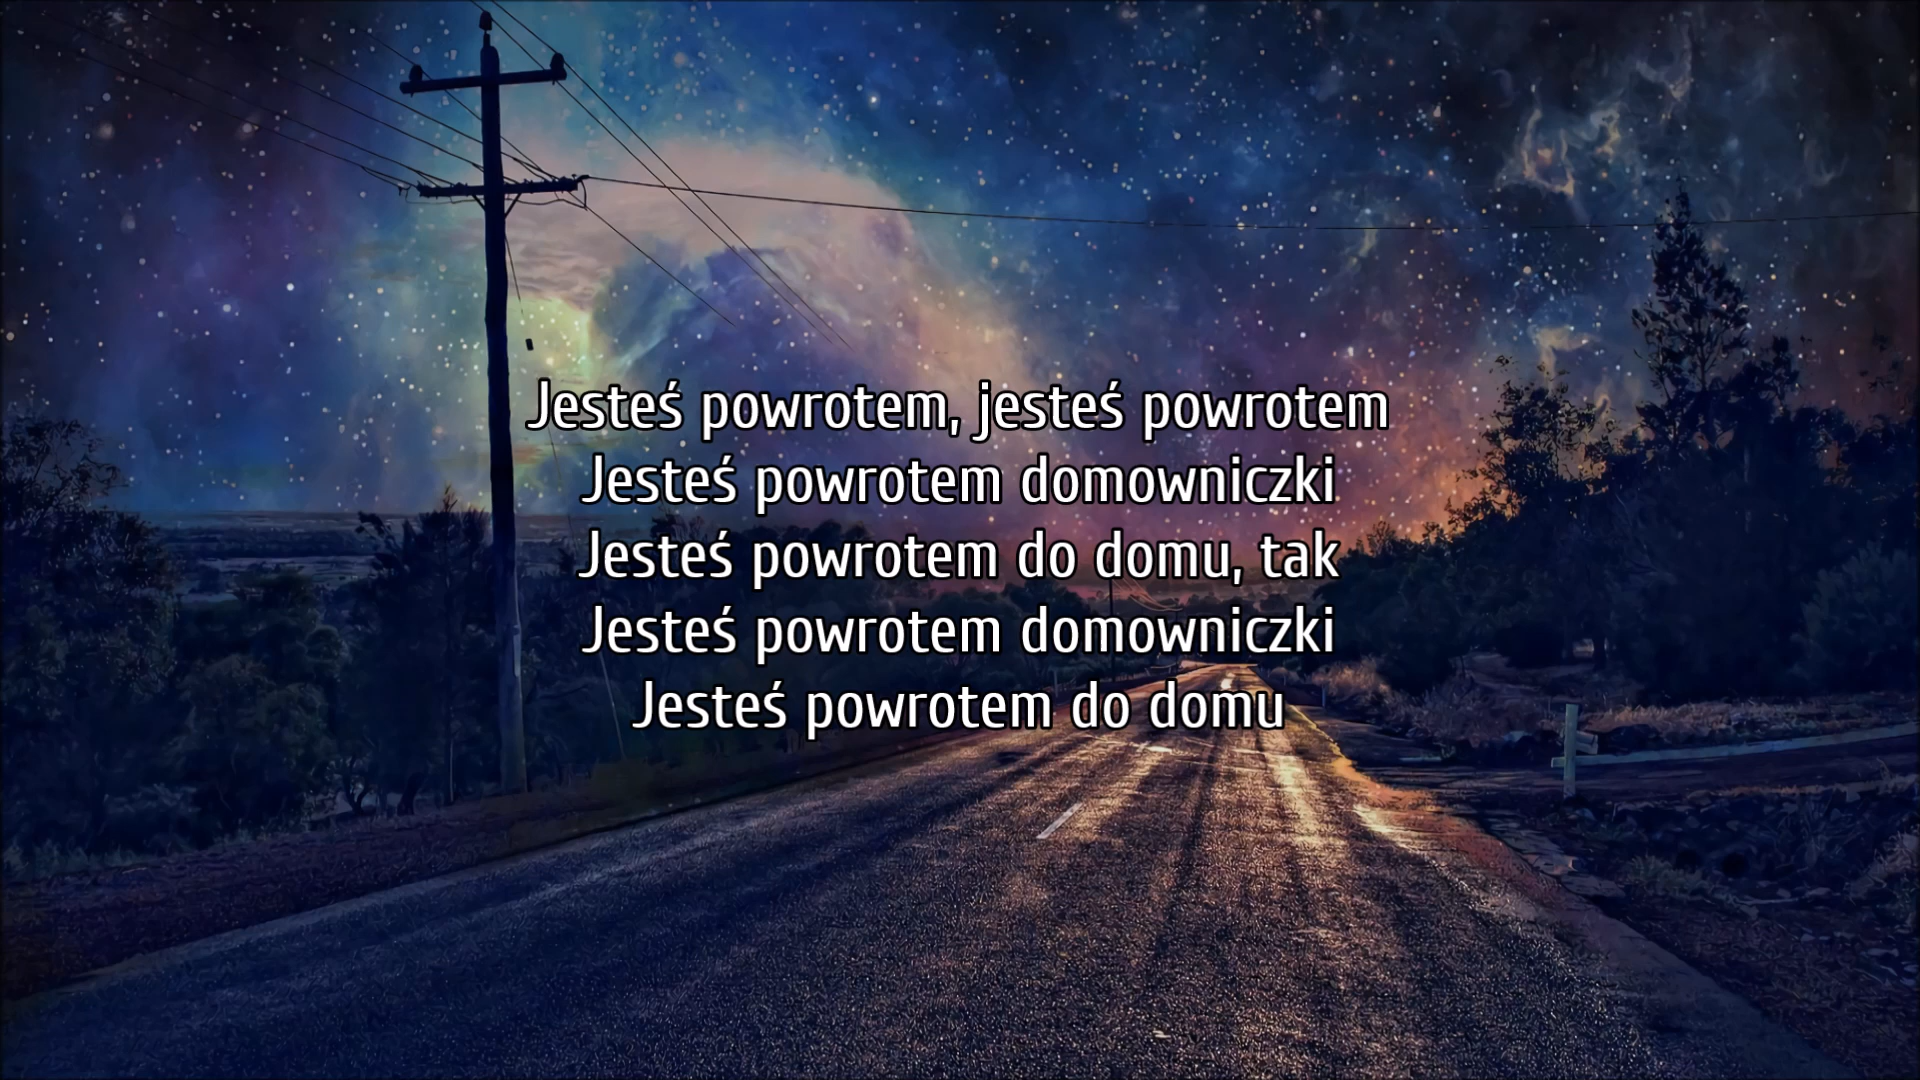 Jesteś powrotem, jesteś powrotem
Jesteś powrotem domowniczki
Jesteś powrotem do domu, tak
Jesteś powrotem domowniczki
Jesteś powrotem do domu